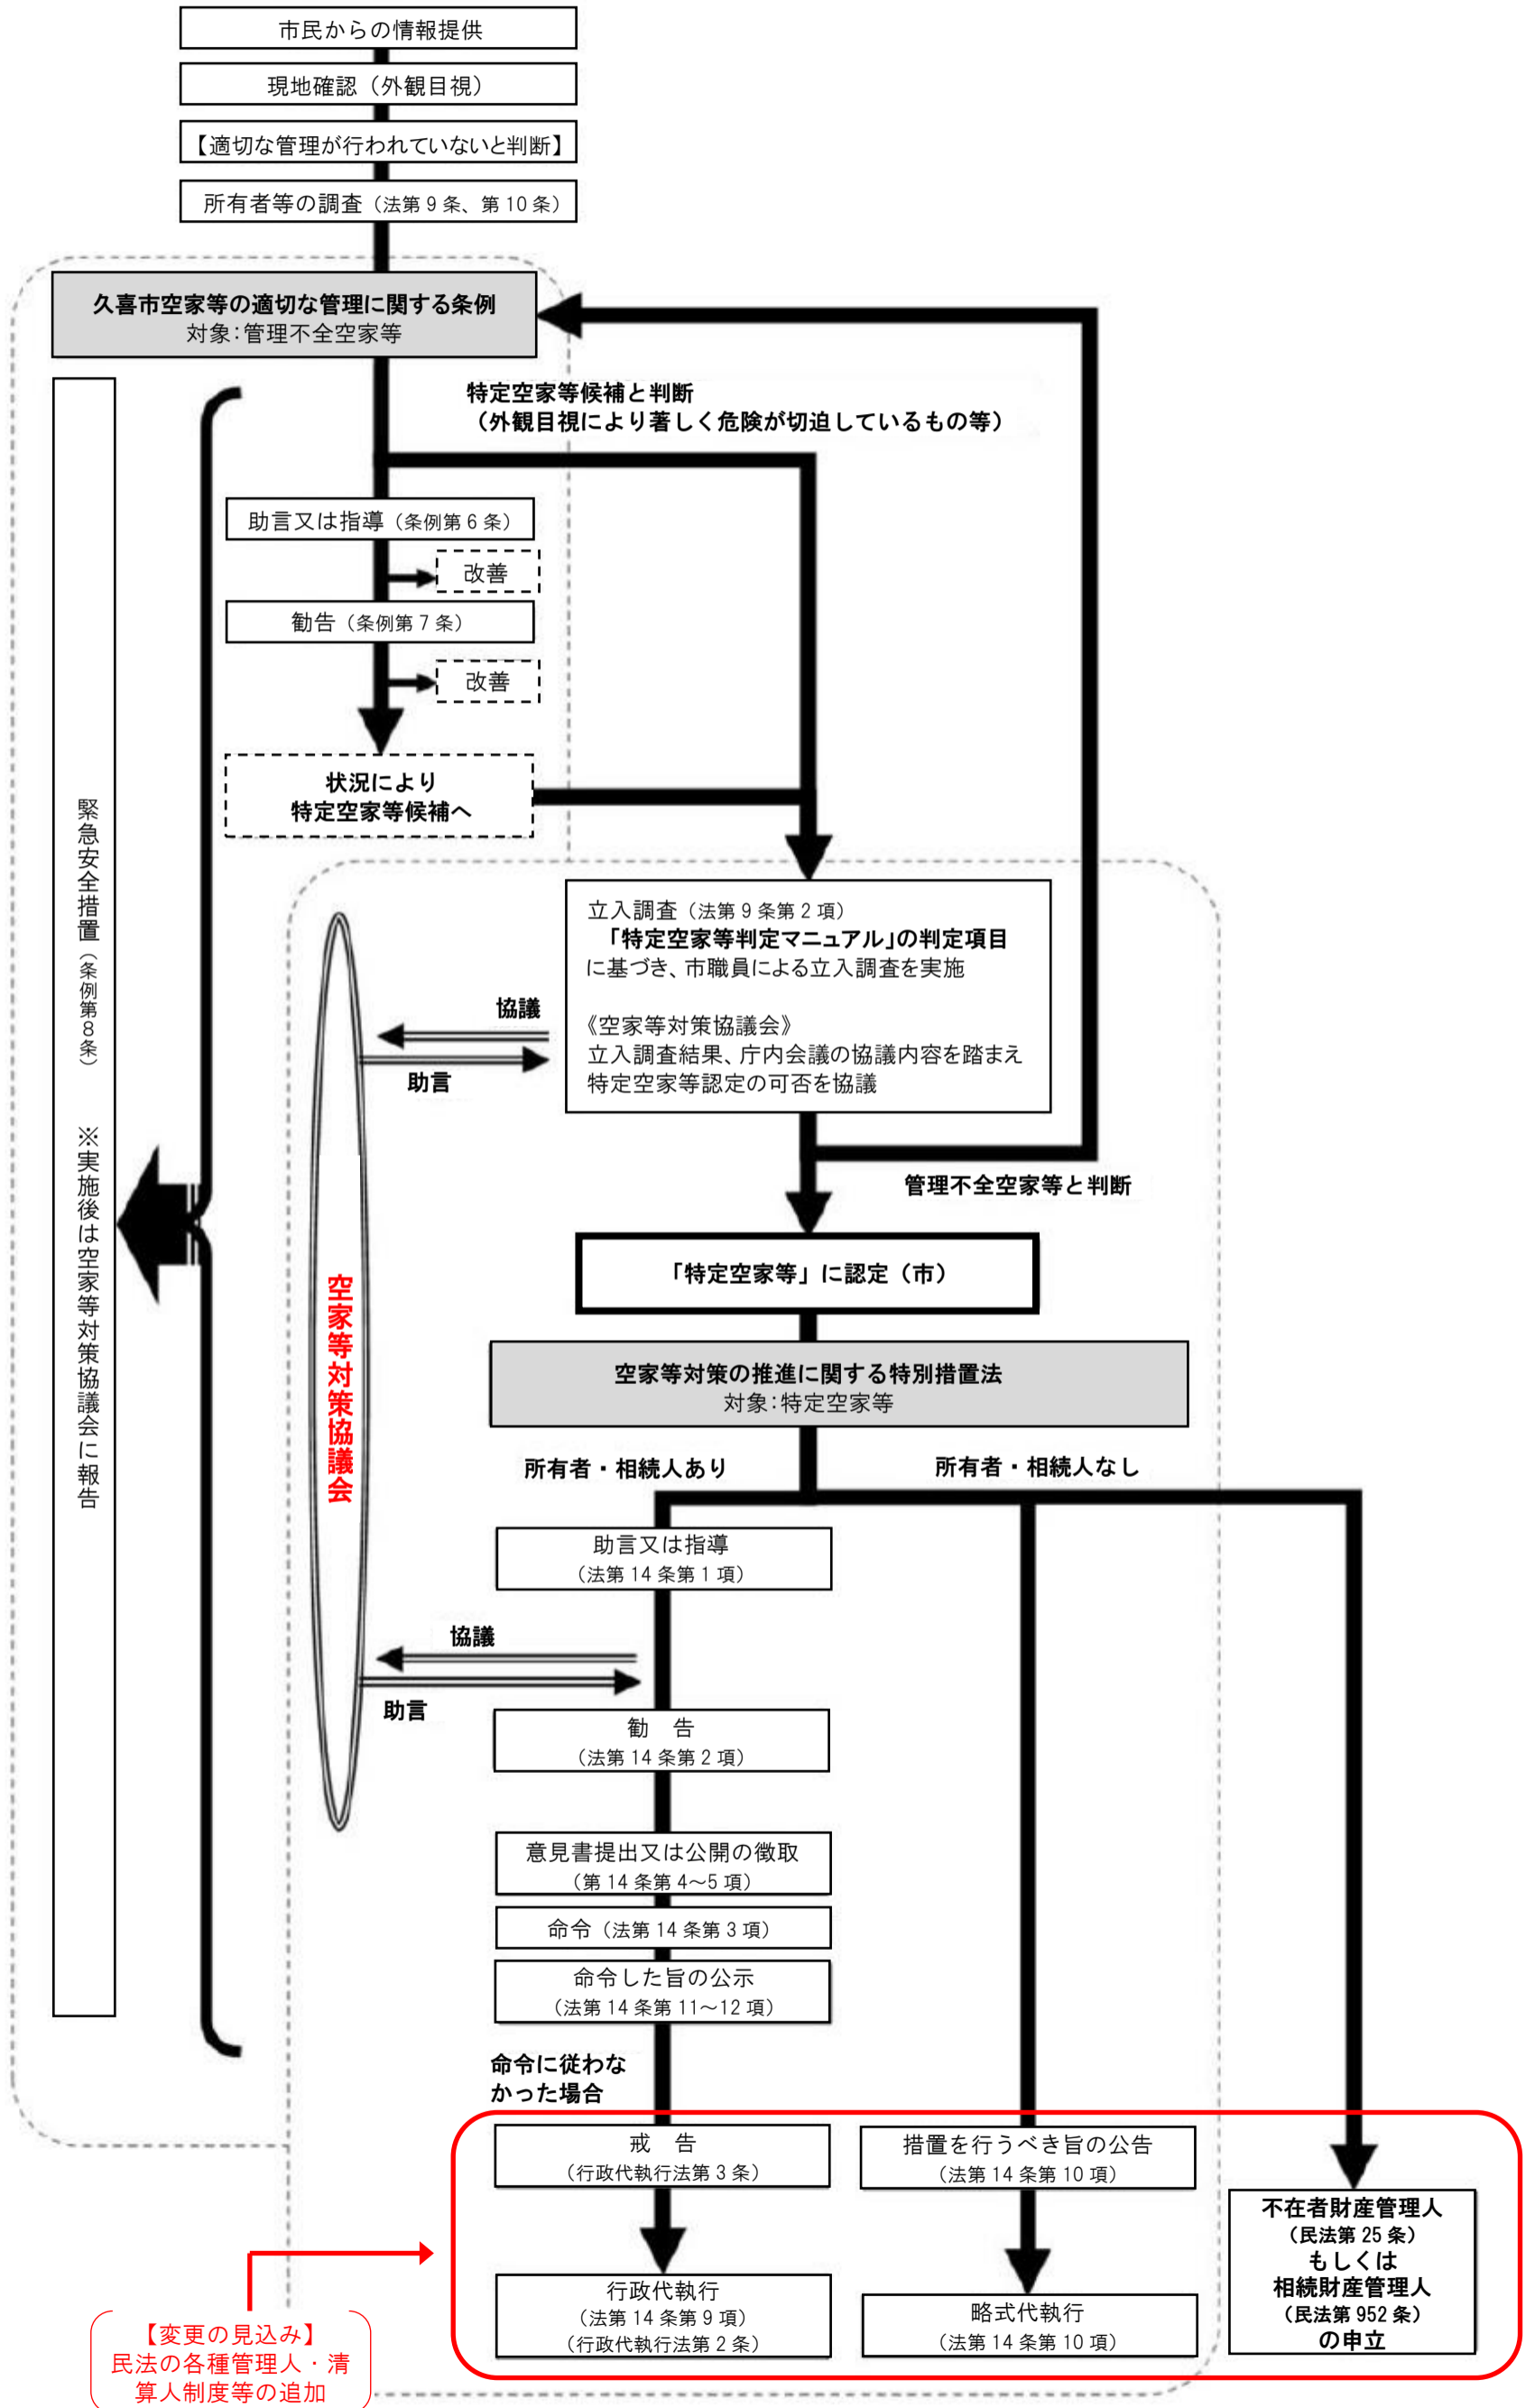 市民からの情報提供
現地確認（外観目視）
【適切な管理が行われていないと判断】
所有者等の調査（法第9条、第10条）
久喜市空家等の適切な管理に関する条例
対象：管理不全空家等
特定空家等候補と判断
（外観目視により著しく危険が切迫しているもの等）
助言又は指導（条例第6条）
改善
勧告（条例第7条）
改善
状況により
特定空家等候補へ
緊急安全措置（条例第8条）　※実施後は空家等対策協議会に報告
立入調査（法第9条第2項）
「特定空家等判定マニュアル」の判定項目
に基づき、市職員による立入調査を実施
《空家等対策協議会》
立入調査結果、庁内会議の協議内容を踏まえ
特定空家等認定の可否を協議
協議
助言
管理不全空家等と判断
空家等対策協議会
「特定空家等」に認定（市）
空家等対策の推進に関する特別措置法
対象：特定空家等
所有者・相続人あり
所有者・相続人なし
助言又は指導
（法第14条第1項）
協議
助言
勧　告
（法第14条第2項）
意見書提出又は公開の徴取
（第14条第4～5項）
命令（法第14条第3項）
命令した旨の公示
（法第14条第11～12項）
命令に従わな
かった場合
戒　告
（行政代執行法第3条）
行政代執行
（法第14条第9項）
（行政代執行法第2条）
措置を行うべき旨の公告
（法第14条第10項）
略式代執行
（法第14条第10項）
不在者財産管理人
（民法第25条）
もしくは
相続財産管理人
（民法第952条）
の申立
【変更の見込み】
民法の各種管理人・清
算人制度等の追加